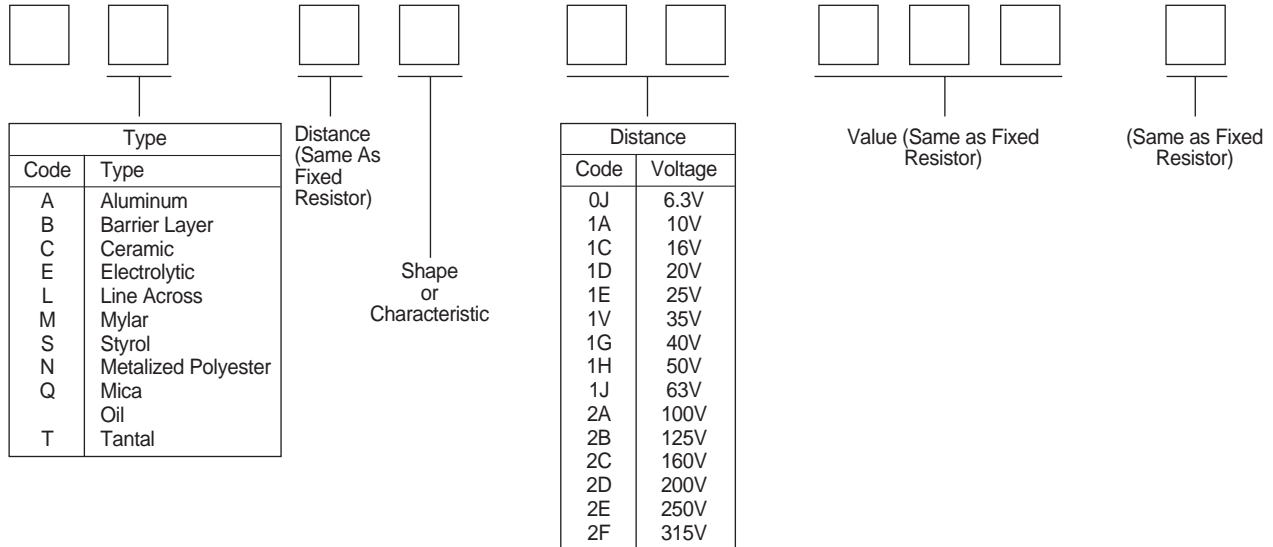 Type
Code Type
A Aluminum
B Barrier Layer
C Ceramic
E Electrolytic
L Line Across
M Mylar
S Styrol
N Metalized Polyester
Q Mica
Oil
T Tantal
Distance
(Same As
Fixed
Resistor)
Shape
or
Characteristic
Distance
Code Voltage
0J 6.3V
1A 10V
1C 16V
1D 20V
1E 25V
1V 35V
1G 40V
1H 50V
1J 63V
2A 100V
2B 125V
2C 160V
2D 200V
2E 250V
2F 315V
Value (Same as Fixed
Resistor)
(Same as Fixed
Resistor)